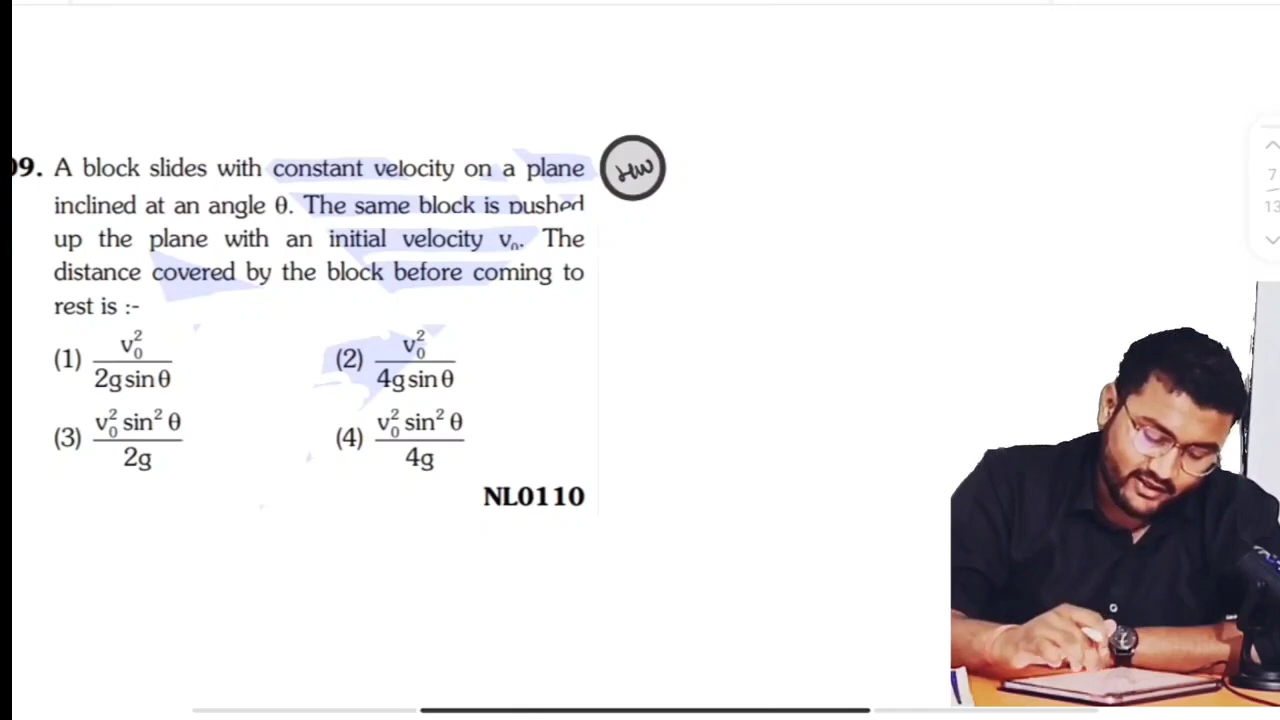 09. A block slides with constant velocity on a plane
HW
inclined at an angle θ. The same block is pushed
up the plane with an initial velocity v₀. The
distance covered by the block before coming to
rest is :-
(1) v₀²/2g sin θ (2) v₀²/4g sin θ
(3) v₀² sin² θ/2g (4) v₀² sin² θ/4g
NL0110
7
13